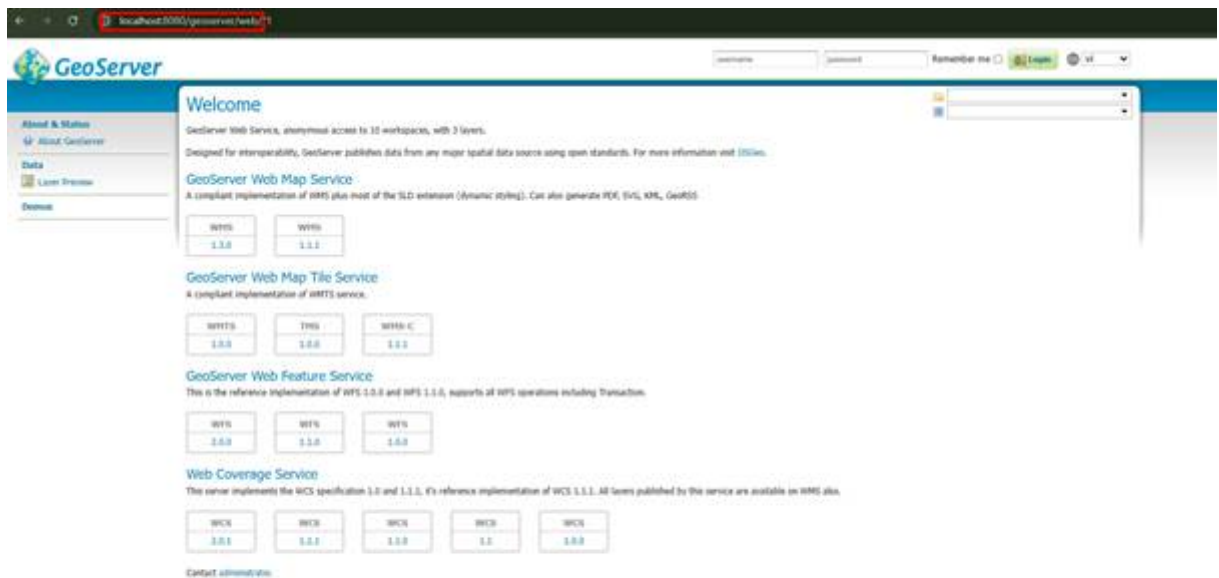 localhost:8080/geoserver/web/?1
GeoServer
username
password
Remember me
Login
vi
Welcome
About & Status
About GeoServer
Data
Layer Preview
Demos
GeoServer Web Service, anonymous access to 10 workspaces, with 3 layers.
Designed for interoperability, GeoServer publishes data from any major spatial data source using open standards. For more information visit
GeoServer Web Map Service
A compliant implementation of WMS plus most of the SLD extension (dynamic styling). Can also generate PDF, SVG, KML, GeoRSS
WMS WMS
1.3.0 1.1.1
GeoServer Web Map Tile Service
A compliant implementation of WMTS service.
WMTS TMS WMS-C
1.0.0 1.0.0 1.1.1
GeoServer Web Feature Service
This is the reference implementation of WFS 1.0.0 and WFS 1.1.0, supports all WFS operations including Transaction.
WFS WFS WFS
2.0.0 1.1.0 1.0.0
Web Coverage Service
This server implements the WCS specification 1.0 and 1.1.1, it's reference implementation of WCS 1.1.1. All layers published by this service are available on WMS also.
WCS WCS WCS WCS WCS
2.0.1 1.1.1 1.1.0 1.1 1.0.0
Contact administrator.